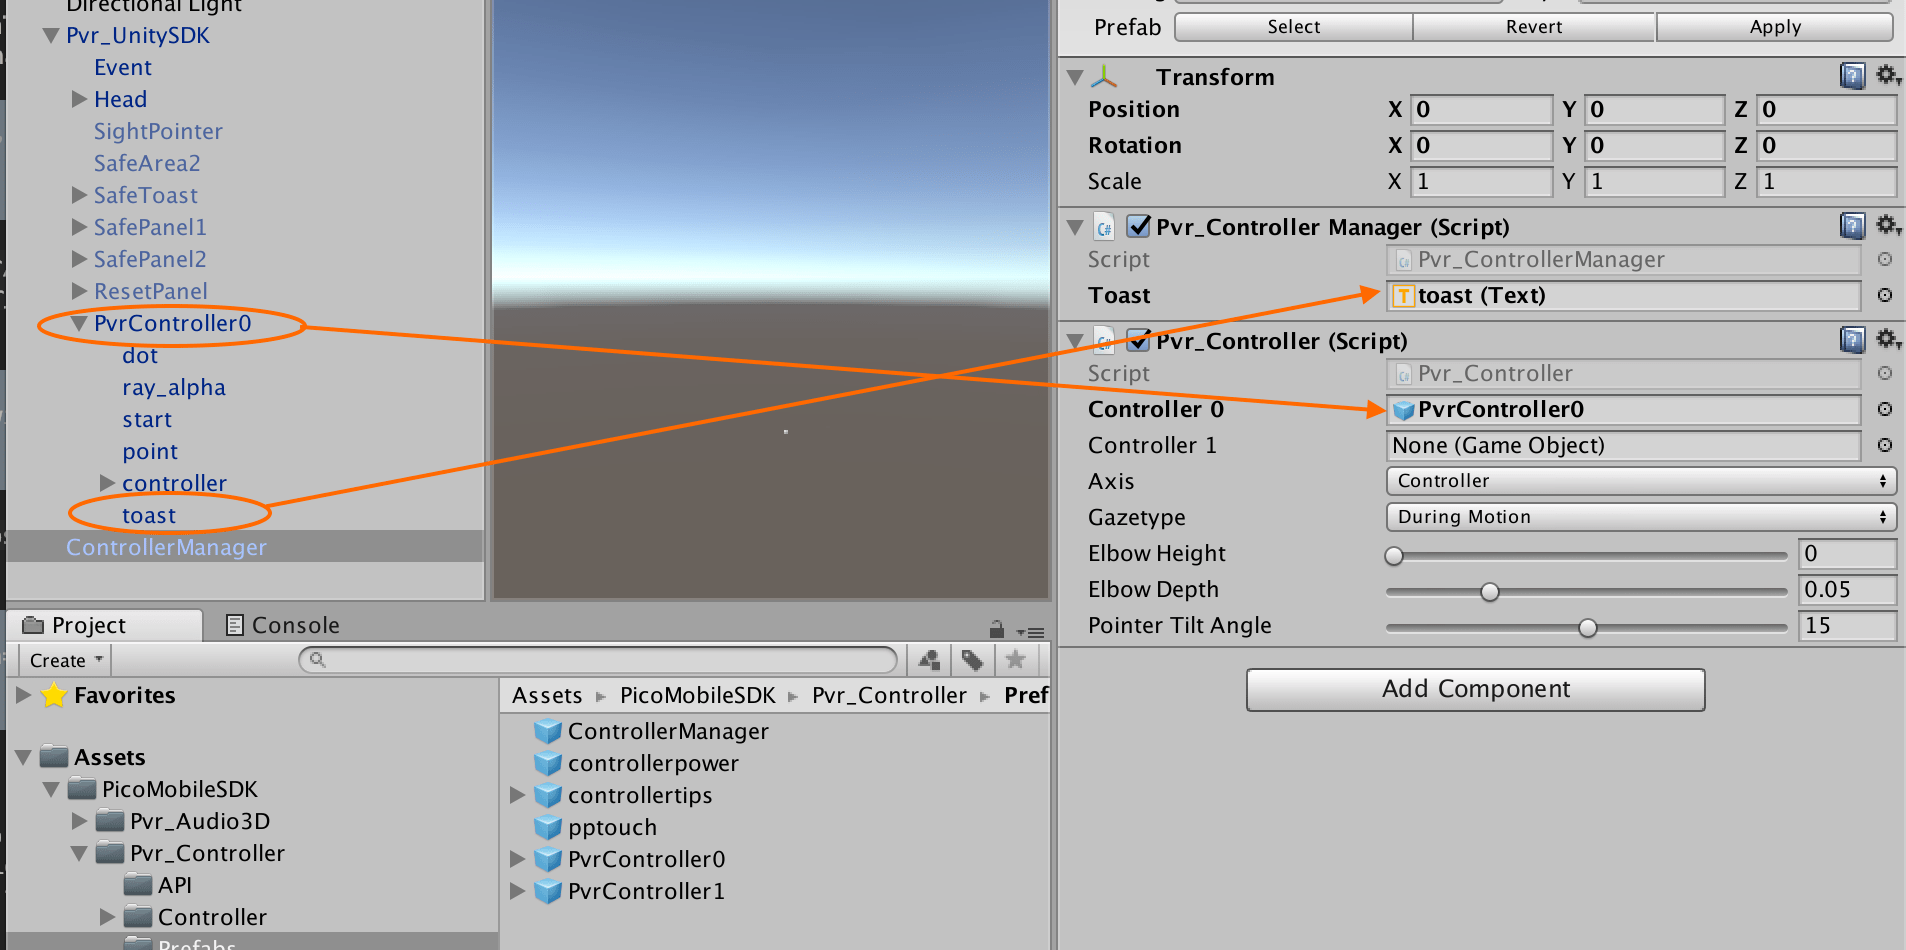 Directional Light
Pvr_UnitySDK
Event
Head
SightPointer
SafeArea2
SafeToast
SafePanel1
SafePanel2
ResetPanel
PvrController0
dot
ray_alpha
start
point
controller
toast
ControllerManager
Prefab Select Revert Apply
Transform
Position X 0 Y 0 Z 0
Rotation X 0 Y 0 Z 0
Scale X 1 Y 1 Z 1
C# Pvr_Controller Manager (Script)
Script Pvr_ControllerManager
Toast T toast (Text)
C# Pvr_Controller (Script)
Script Pvr_Controller
Controller 0 PvrController0
Controller 1 None (Game Object)
Axis Controller
Gazetype During Motion
Elbow Height 0
Elbow Depth 0.05
Pointer Tilt Angle 15
Add Component
Project Console
Create
Favorites
Assets
PicoMobileSDK
Pvr_Audio3D
Pvr_Controller
API
Controller
Prefabs
Assets PicoMobileSDK Pvr_Controller Pref
ControllerManager
controllerpower
controllertips
pptouch
PvrController0
PvrController1